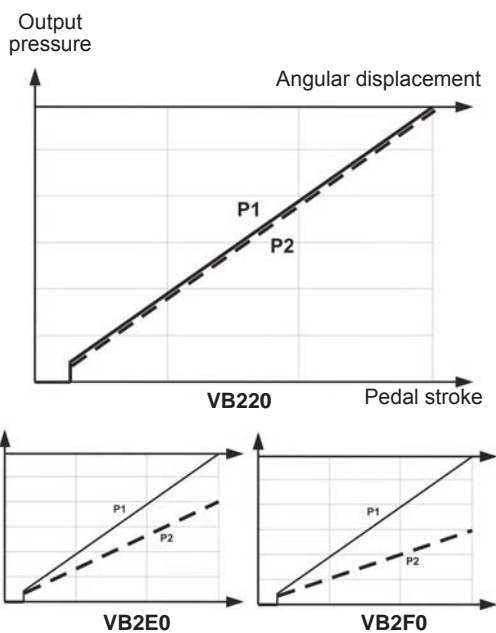 Output
pressure
Angular displacement
P1
P2
VB220
Pedal stroke
P1
P2
VB2E0
P1
P2
VB2F0